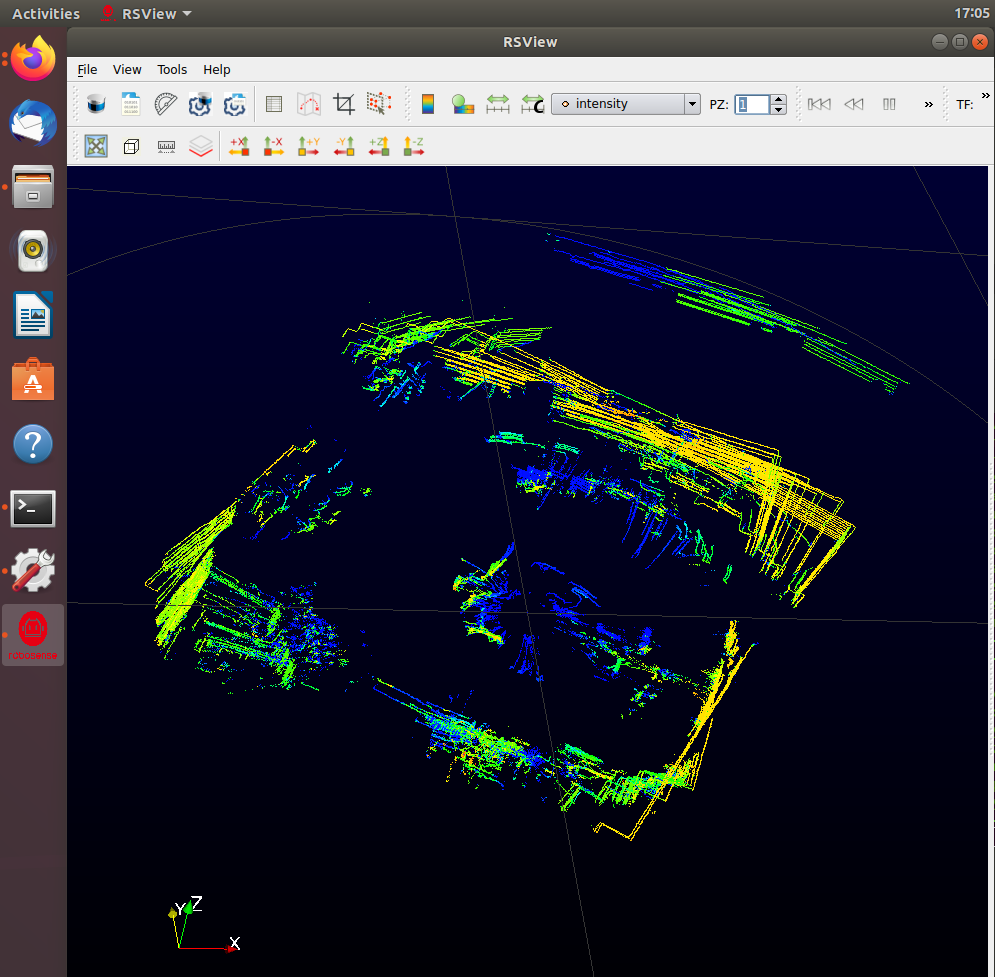 Activities
RSView
17:05
RSView
File View Tools Help
intensity
PZ: 1
»
TF:
»
+X -X +Y -Y +Z -Z
robosense
Y Z
X